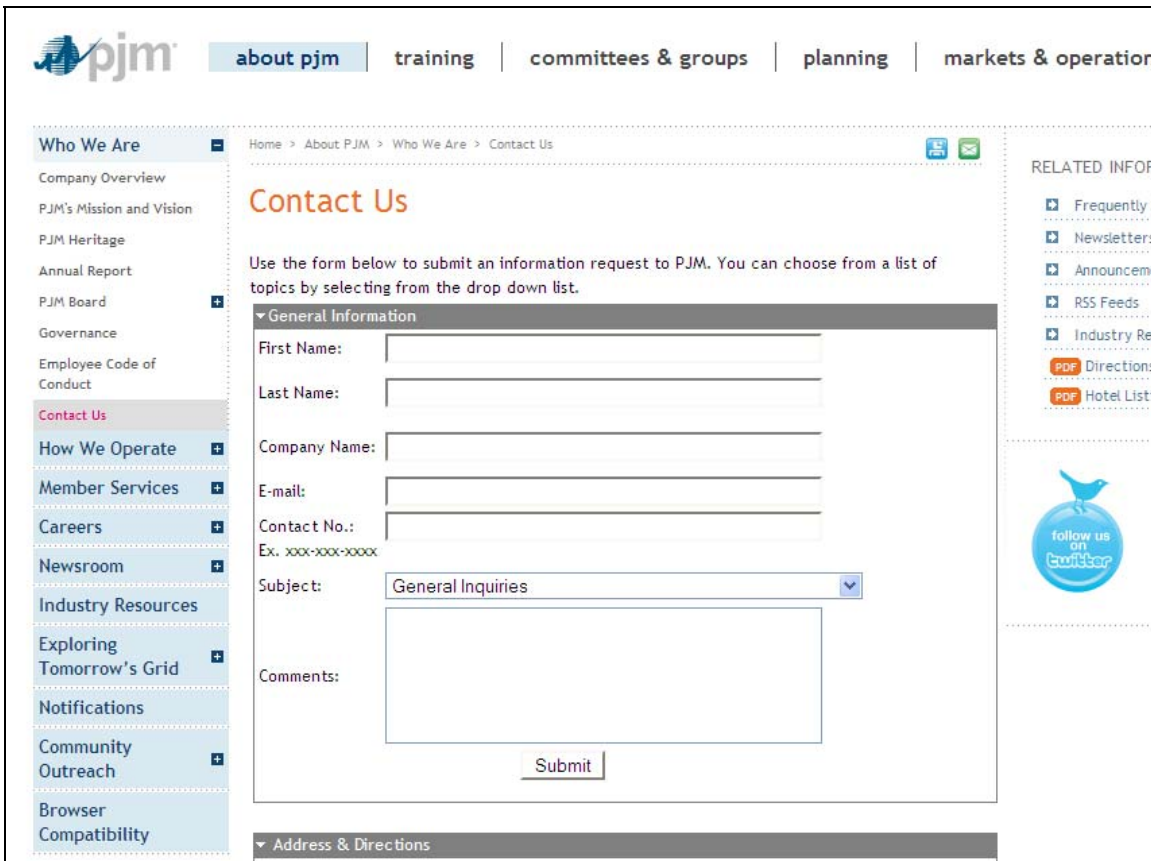 pjm
about pjm | training | committees & groups | planning | markets & operation
Who We Are
Company Overview
PJM's Mission and Vision
PJM Heritage
Annual Report
PJM Board
Governance
Employee Code of
Conduct
Contact Us
How We Operate
Member Services
Careers
Newsroom
Industry Resources
Exploring
Tomorrow's Grid
Notifications
Community
Outreach
Browser
Compatibility
Home > About PJM > Who We Are > Contact Us
Contact Us
Use the form below to submit an information request to PJM. You can choose from a list of
topics by selecting from the drop down list.
General Information
First Name:
Last Name:
Company Name:
E-mail:
Contact No.:
Ex. xxx-xxx-xxxx
Subject: General Inquiries
Comments:
Submit
Address & Directions
RELATED INFOR
Frequently
Newsletters
Announcem
RSS Feeds
Industry Re
PDF Directions
PDF Hotel List
follow us
on
twitter